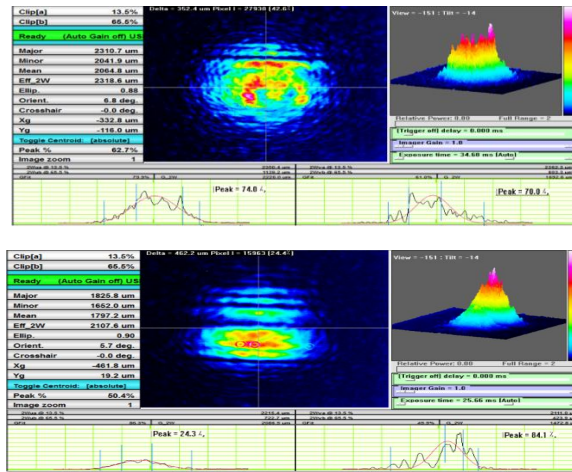 Clip[a] 13.5%
Clip[b] 65.5%
Ready (Auto Gain off) US
Major 2310.7 um
Minor 2041.9 um
Mean 2064.8 um
Eff_2W 2318.6 um
Ellip. 0.88
Orient. 6.8 deg.
Crosshair -0.0 deg.
Xg -332.8 um
Yg -116.0 um
Toggle Centroid: [absolute]
Peak % 62.7%
Image zoom 1
Delta = 352.4 um Pixel I = 27938 [42.6%]
View = -151 : Tilt = -14
Relative Power: 0.00 Full Range = 2
[Trigger off] delay = 0.000 ms
Imager Gain = 1.0
Exposure time = 34.60 ms [Auto]
Peak = 74.0 %,
Peak = 70.0 %,
Clip[a] 13.5%
Clip[b] 65.5%
Ready (Auto Gain off) US
Major 1825.8 um
Minor 1652.0 um
Mean 1797.2 um
Eff_2W 2107.6 um
Ellip. 0.90
Orient. 5.7 deg.
Crosshair -0.0 deg.
Xg -461.8 um
Yg 19.2 um
Toggle Centroid: [absolute]
Peak % 50.4%
Image zoom 1
Delta = 462.2 um Pixel I = 15963 [24.4%]
View = -151 : Tilt = -14
Relative Power: 0.00 Full Range = 2
[Trigger off] delay = 0.000 ms
Imager Gain = 1.0
Exposure time = 25.66 ms [Auto]
Peak = 24.3 %,
Peak = 84.1 %,